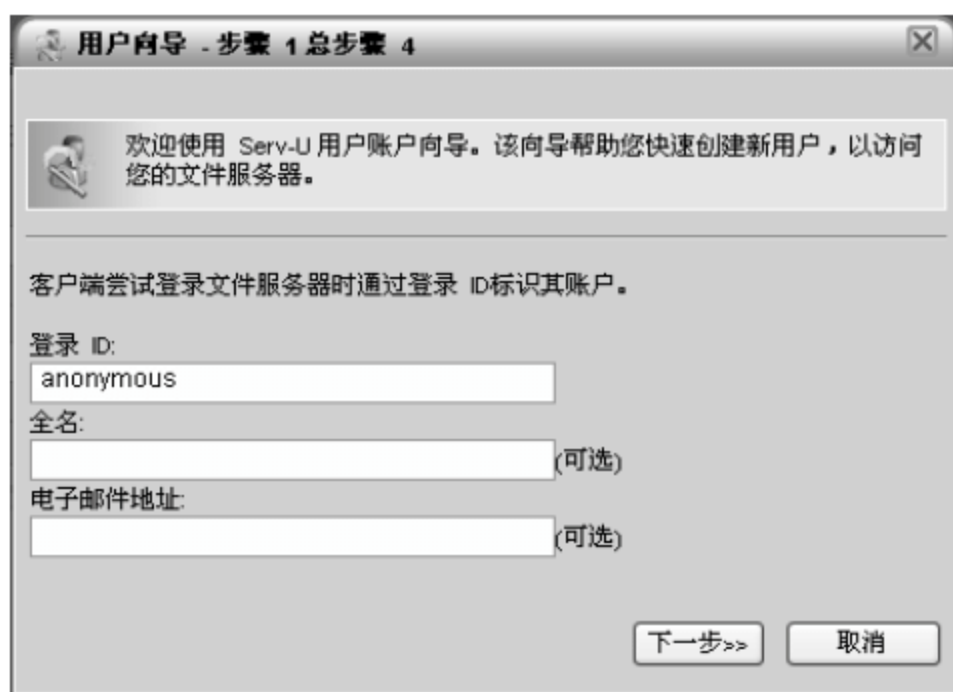 用户向导 - 步骤 1 总步骤 4
欢迎使用 Serv-U 用户账户向导。该向导帮助您快速创建新用户，以访问
您的文件服务器。
客户端尝试登录文件服务器时通过登录 ID标识其账户。
登录 ID:
anonymous
全名:
(可选)
电子邮件地址:
(可选)
下一步>> 取消